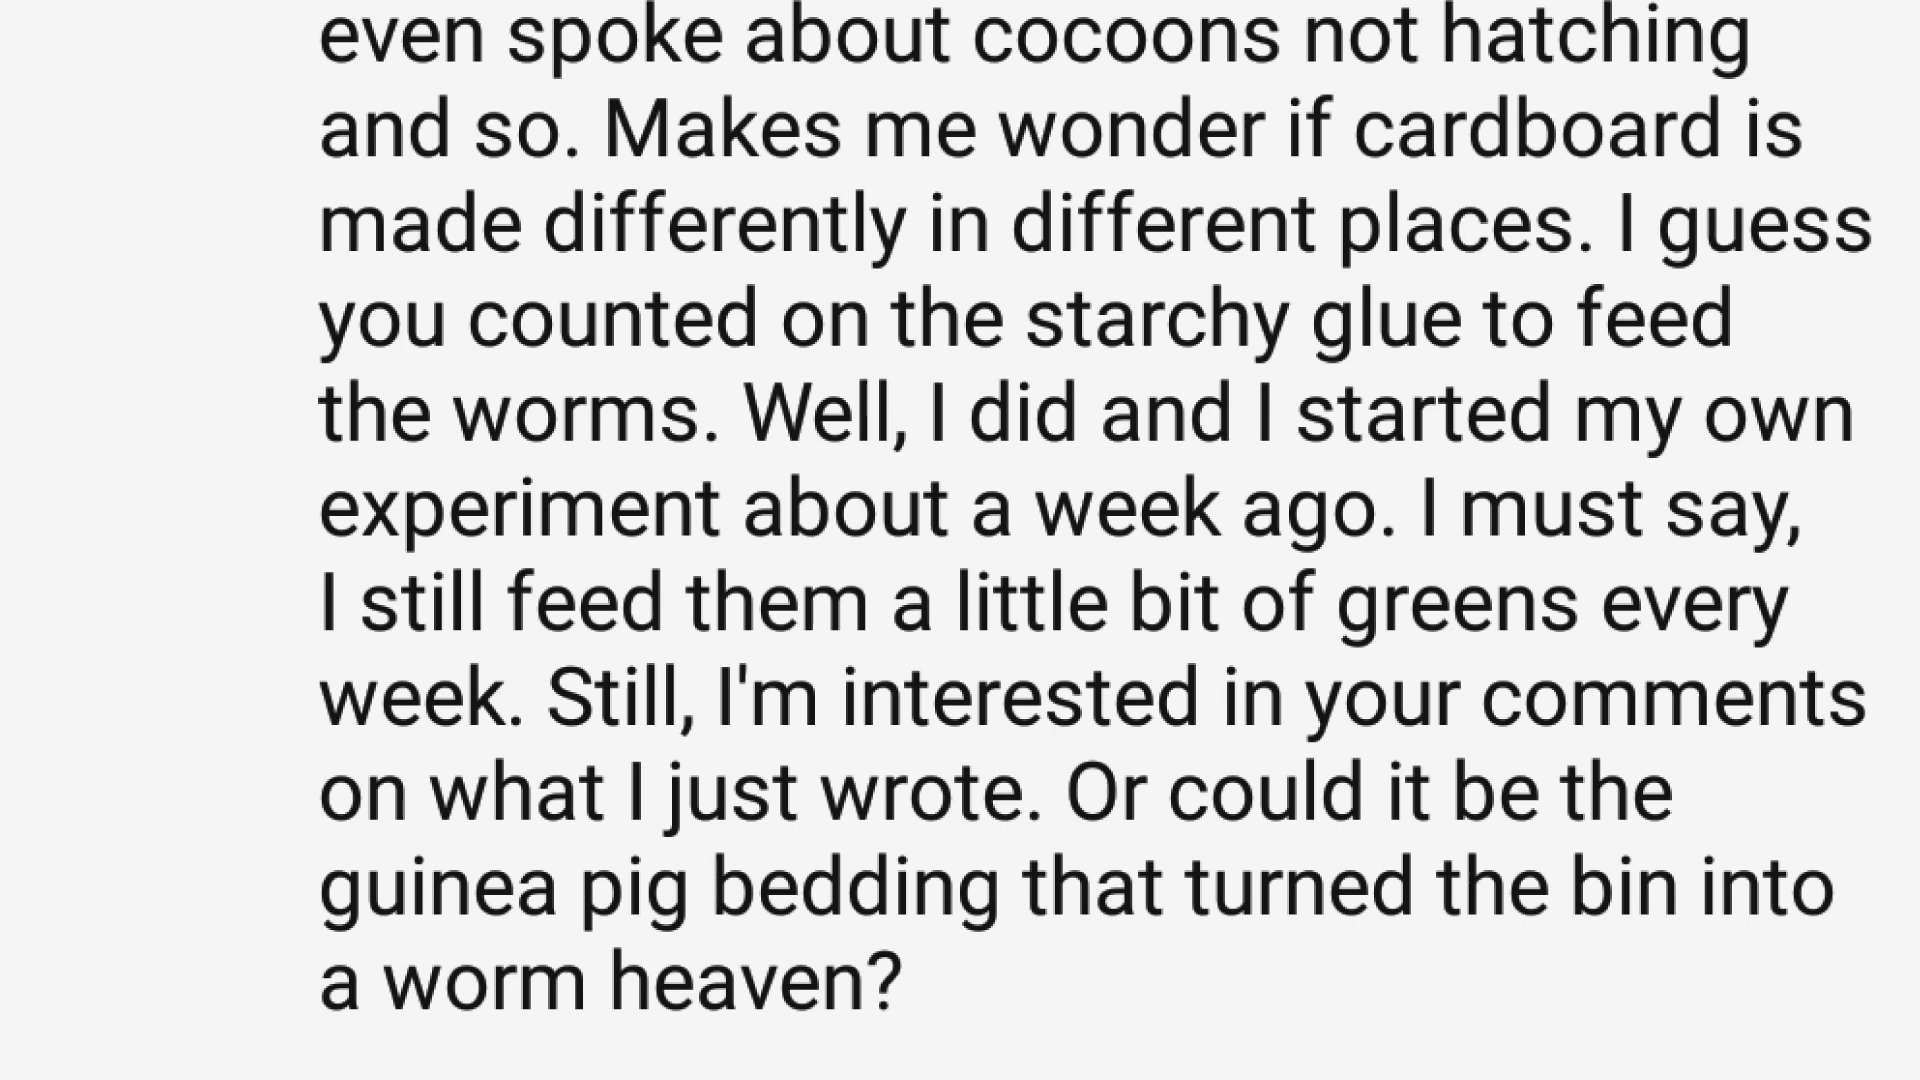 even spoke about cocoons not hatching
and so. Makes me wonder if cardboard is
made differently in different places. I guess
you counted on the starchy glue to feed
the worms. Well, I did and I started my own
experiment about a week ago. I must say,
I still feed them a little bit of greens every
week. Still, I'm interested in your comments
on what I just wrote. Or could it be the
guinea pig bedding that turned the bin into
a worm heaven?